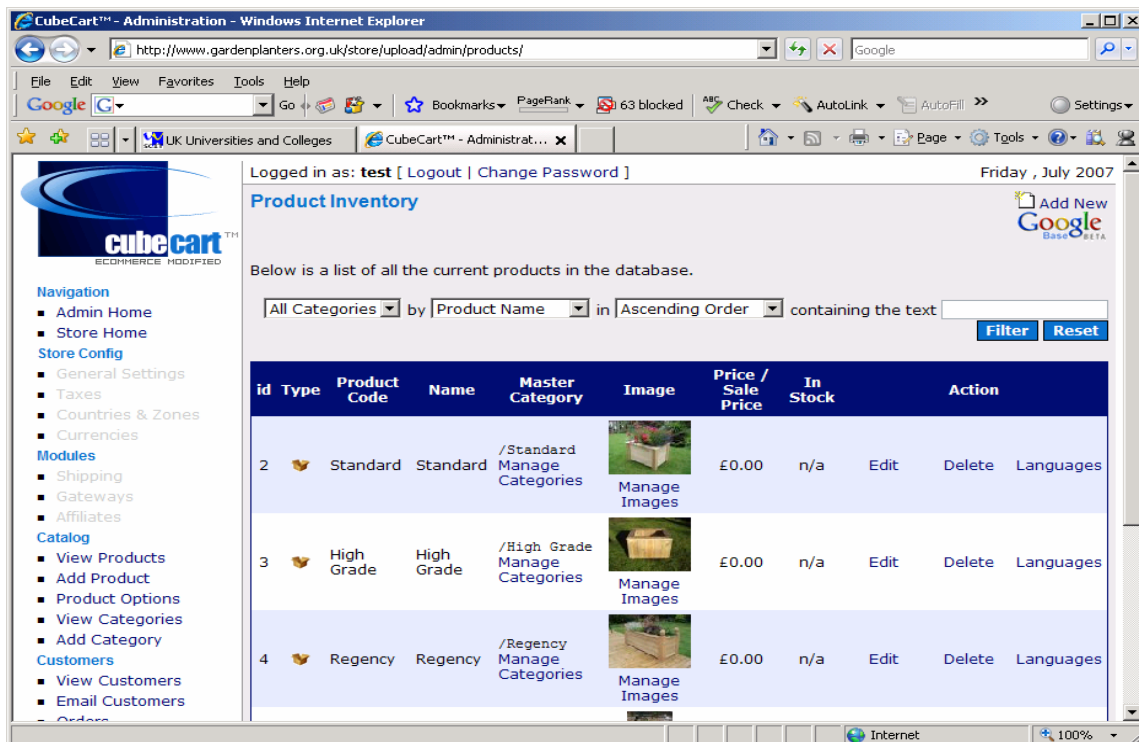 CubeCart™ - Administration - Windows Internet Explorer
http://www.gardenplanters.org.uk/store/upload/admin/products/
Google
File Edit View Favorites Tools Help
Google G Go Bookmarks PageRank 63 blocked ABC Check AutoLink AutoFill » Settings
UK Universities and Colleges CubeCart™ - Administrat... x Page Tools
cubecart™
ECOMMERCE MODIFIED
Logged in as: test [ Logout | Change Password ] Friday , July 2007
Product Inventory
Add New
Google
Base BETA
Below is a list of all the current products in the database.
All Categories by Product Name in Ascending Order containing the text
Filter Reset
Navigation
Admin Home
Store Home
Store Config
General Settings
Taxes
Countries & Zones
Currencies
Modules
Shipping
Gateways
Affiliates
Catalog
View Products
Add Product
Product Options
View Categories
Add Category
Customers
View Customers
Email Customers
Orders
id Type Product Code Name Master Category Image Price / Sale Price In Stock Action
2 Standard Standard /Standard £0.00 n/a Edit Delete Languages
Manage Categories
Manage Images
3 High Grade High Grade /High Grade £0.00 n/a Edit Delete Languages
Manage Categories
Manage Images
4 Regency Regency /Regency £0.00 n/a Edit Delete Languages
Manage Categories
Manage Images
Internet 100%